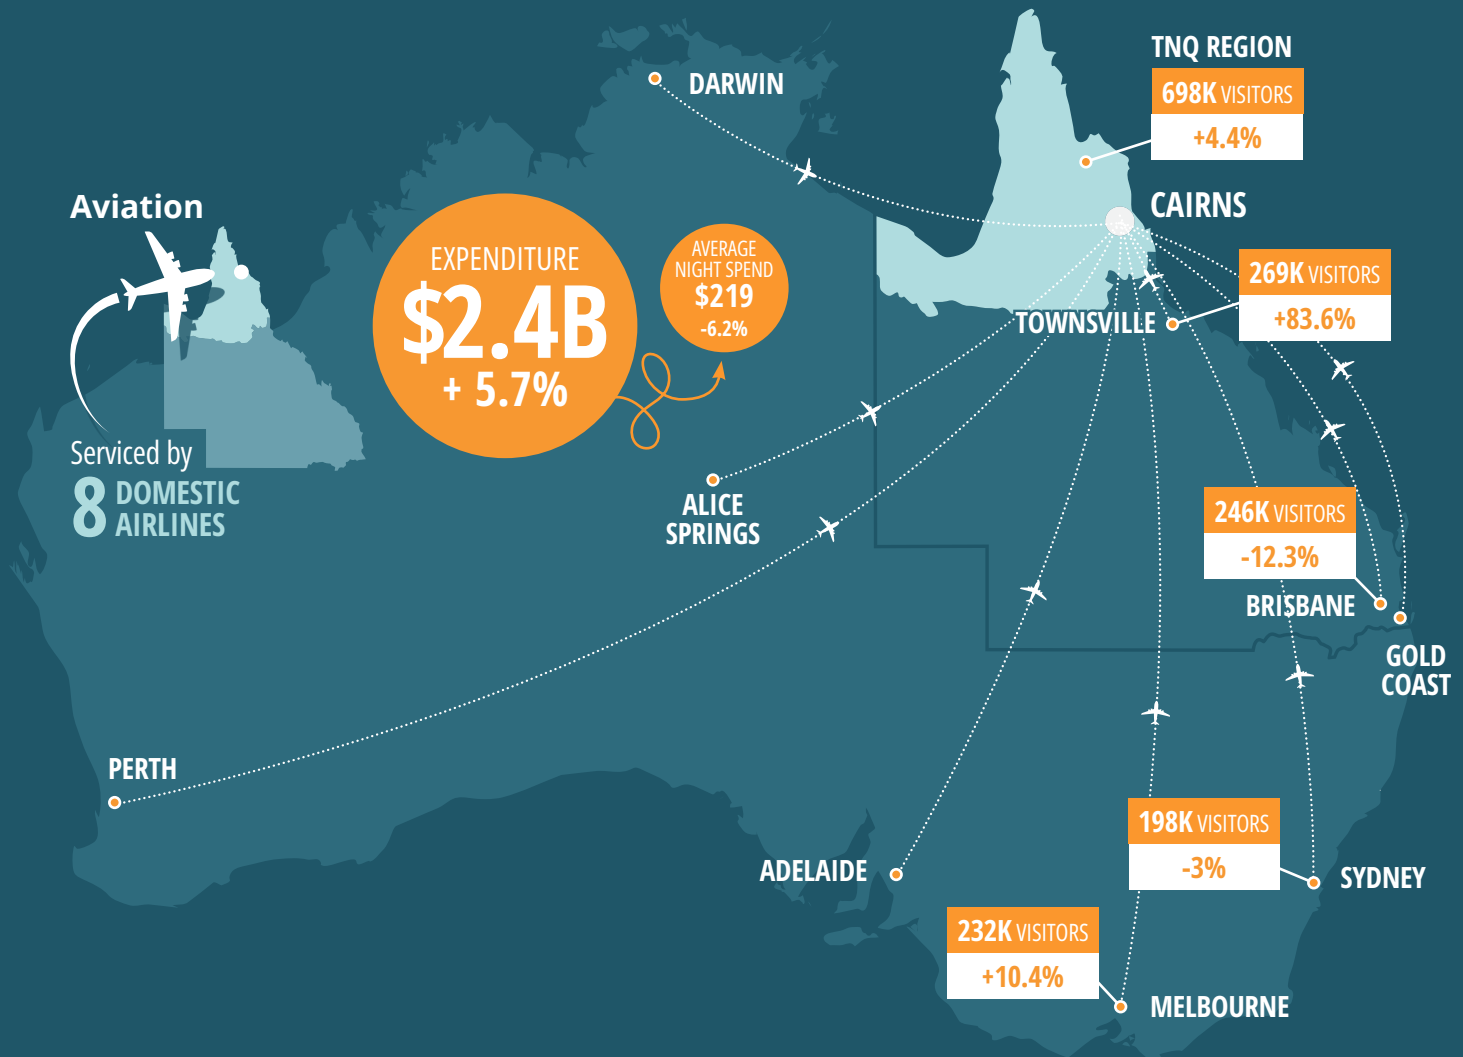 TNQ REGION
698K VISITORS
+4.4%
DARWIN
CAIRNS
Aviation
EXPENDITURE
$2.4B
+ 5.7%
AVERAGE
NIGHT SPEND
$219
-6.2%
269K VISITORS
+83.6%
TOWNSVILLE
Serviced by
8 DOMESTIC
AIRLINES
ALICE
SPRINGS
246K VISITORS
-12.3%
BRISBANE
GOLD
COAST
PERTH
198K VISITORS
-3%
SYDNEY
ADELAIDE
232K VISITORS
+10.4%
MELBOURNE